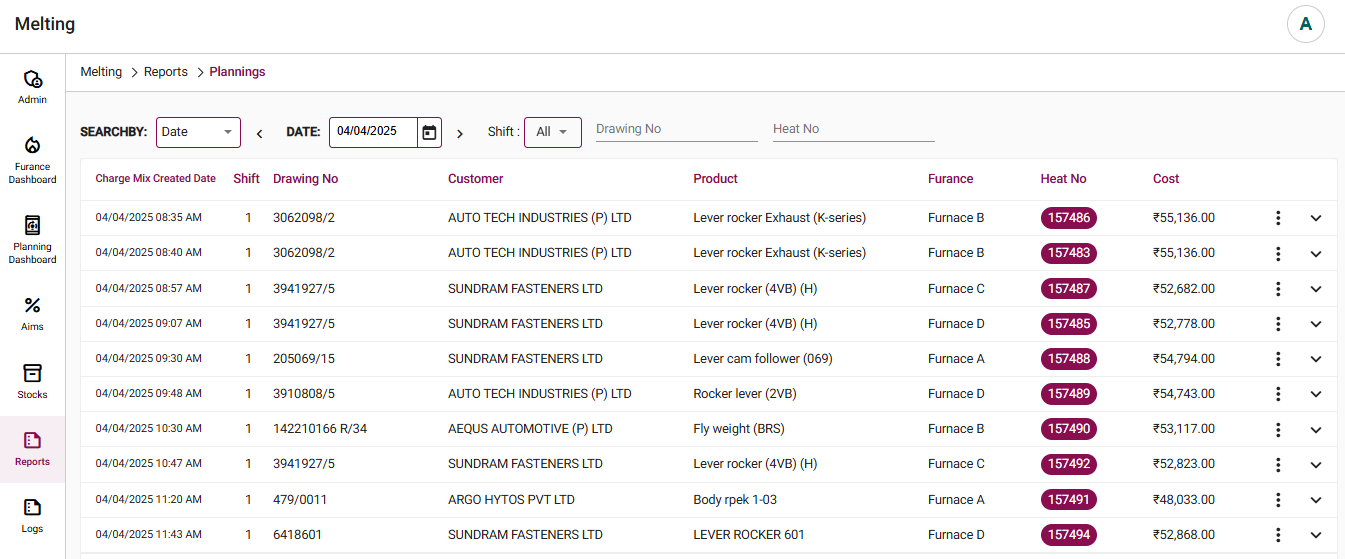 Melting
A
Melting > Reports > Plannings
Admin
Furance
Dashboard
Planning
Dashboard
Aims
Stocks
Reports
Logs
SEARCHBY: Date < DATE: 04/04/2025 > Shift : All Drawing No Heat No
Charge Mix Created Date Shift Drawing No Customer Product Furance Heat No Cost
04/04/2025 08:35 AM 1 3062098/2 AUTO TECH INDUSTRIES (P) LTD Lever rocker Exhaust (K-series) Furnace B 157486 ₹55,136.00
04/04/2025 08:40 AM 1 3062098/2 AUTO TECH INDUSTRIES (P) LTD Lever rocker Exhaust (K-series) Furnace B 157483 ₹55,136.00
04/04/2025 08:57 AM 1 3941927/5 SUNDRAM FASTENERS LTD Lever rocker (4VB) (H) Furnace C 157487 ₹52,682.00
04/04/2025 09:07 AM 1 3941927/5 SUNDRAM FASTENERS LTD Lever rocker (4VB) (H) Furnace D 157485 ₹52,778.00
04/04/2025 09:30 AM 1 205069/15 SUNDRAM FASTENERS LTD Lever cam follower (069) Furnace A 157488 ₹54,794.00
04/04/2025 09:48 AM 1 3910808/5 AUTO TECH INDUSTRIES (P) LTD Rocker lever (2VB) Furnace D 157489 ₹54,743.00
04/04/2025 10:30 AM 1 142210166 R/34 AEQUS AUTOMOTIVE (P) LTD Fly weight (BRS) Furnace B 157490 ₹53,117.00
04/04/2025 10:47 AM 1 3941927/5 SUNDRAM FASTENERS LTD Lever rocker (4VB) (H) Furnace C 157492 ₹52,823.00
04/04/2025 11:20 AM 1 479/0011 ARGO HYTOS PVT LTD Body rpek 1-03 Furnace A 157491 ₹48,033.00
04/04/2025 11:43 AM 1 6418601 SUNDRAM FASTENERS LTD LEVER ROCKER 601 Furnace D 157494 ₹52,868.00